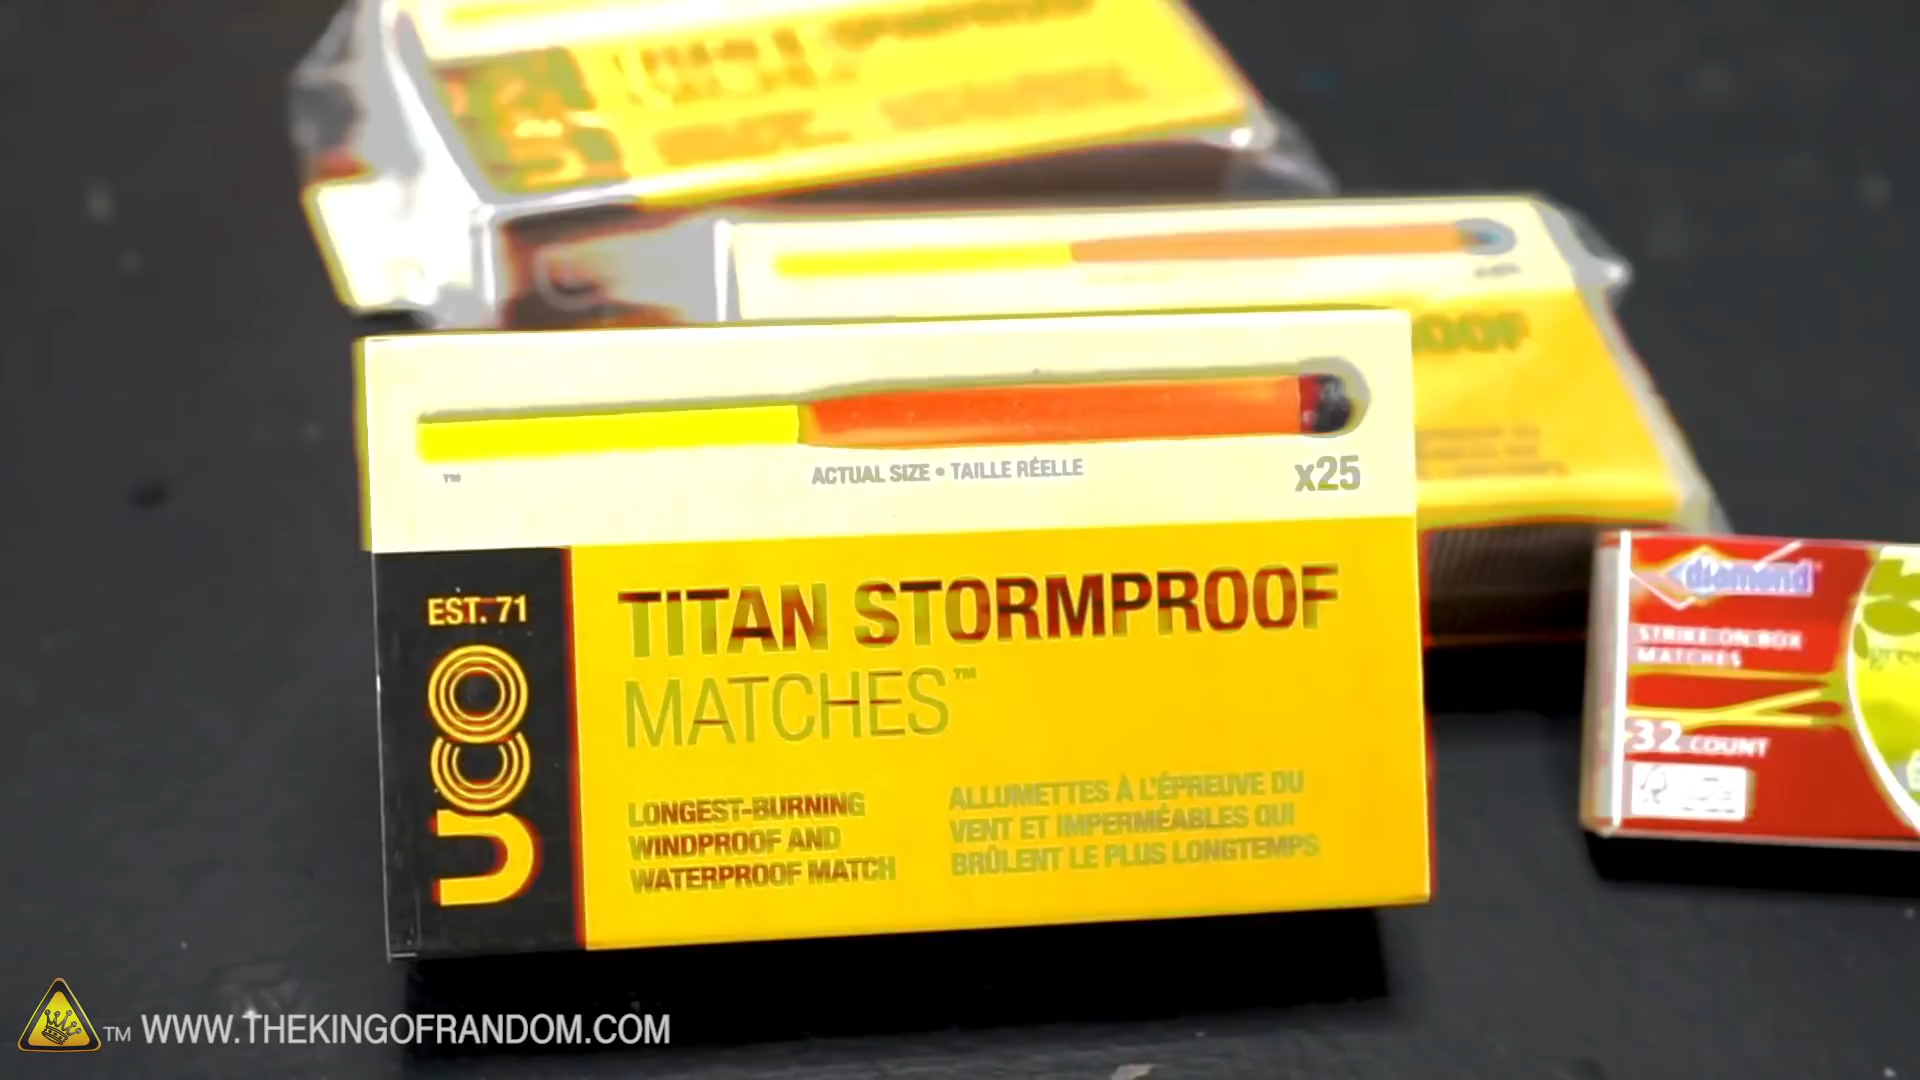 ™
ACTUAL SIZE • TAILLE RÉELLE
x25
EST. 71
UCO
TITAN STORMPROOF
MATCHES™
LONGEST-BURNING
WINDPROOF AND
WATERPROOF MATCH
ALLUMETTES À L'ÉPREUVE DU
VENT ET IMPERMÉABLES QUI
BRÛLENT LE PLUS LONGTEMPS
diamond
STRIKE ON BOX
MATCHES
32 COUNT
TM WWW.THEKINGOFRANDOM.COM